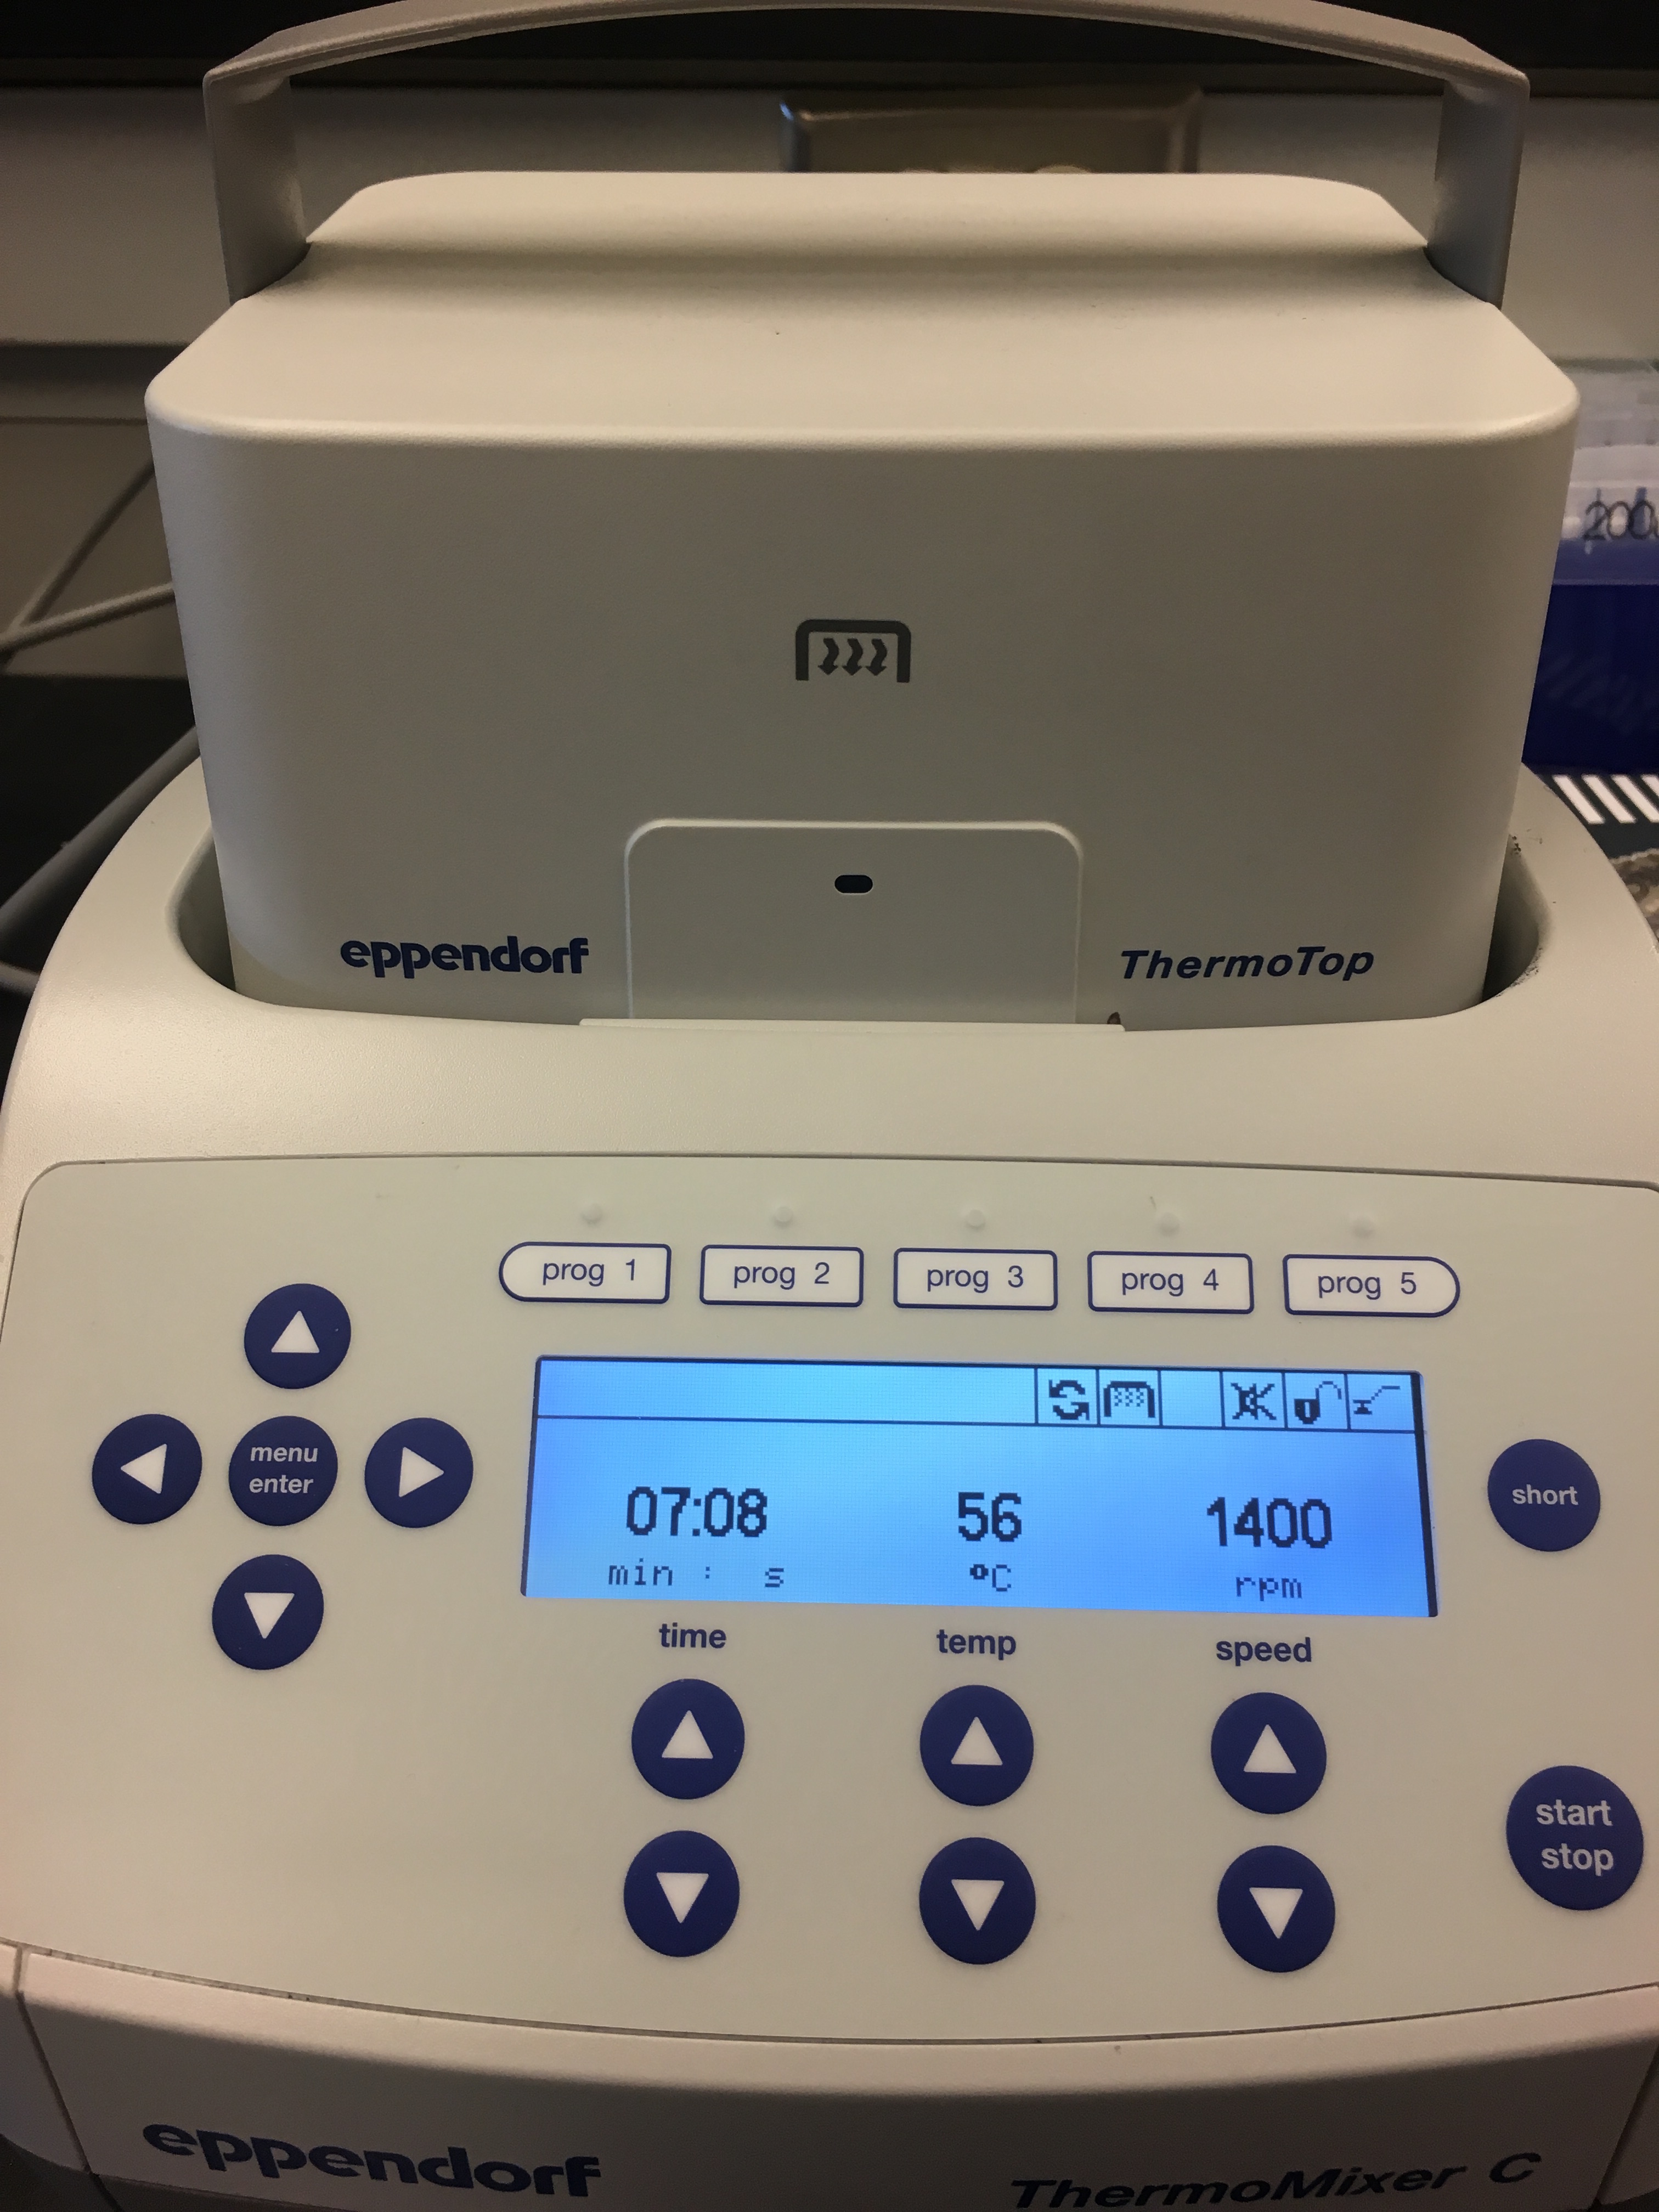 200
eppendorf
ThermoTop
prog 1
prog 2
prog 3
prog 4
prog 5
menu
enter
07:08
56
1400
min : s
°C
rpm
short
time
temp
speed
start
stop
eppendorf
ThermoMixer C